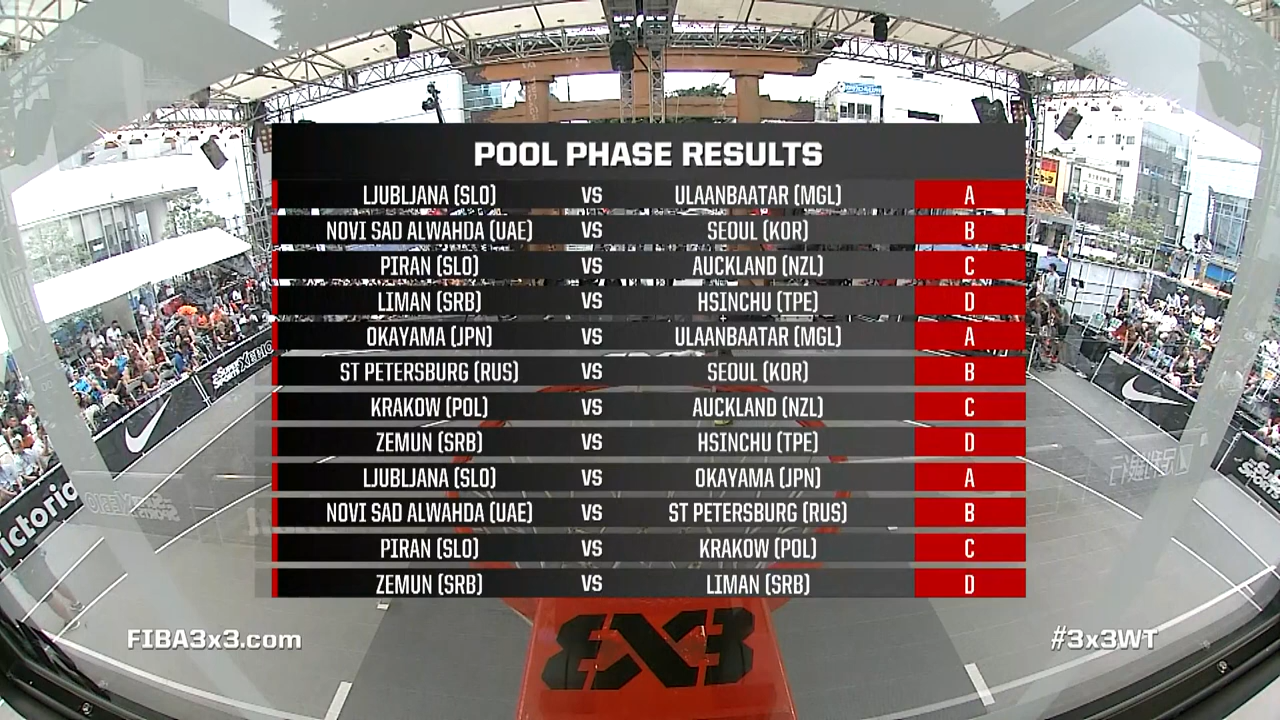 POOL PHASE RESULTS
LJUBLJANA (SLO) VS ULAANBAATAR (MGL) A
NOVI SAD ALWAHDA (UAE) VS SEOUL (KOR) B
PIRAN (SLO) VS AUCKLAND (NZL) C
LIMAN (SRB) VS HSINCHU (TPE) D
OKAYAMA (JPN) VS ULAANBAATAR (MGL) A
ST PETERSBURG (RUS) VS SEOUL (KOR) B
KRAKOW (POL) VS AUCKLAND (NZL) C
ZEMUN (SRB) VS HSINCHU (TPE) D
LJUBLJANA (SLO) VS OKAYAMA (JPN) A
NOVI SAD ALWAHDA (UAE) VS ST PETERSBURG (RUS) B
PIRAN (SLO) VS KRAKOW (POL) C
ZEMUN (SRB) VS LIMAN (SRB) D
ictoria
FIBA3x3.com
#3x3WT
3X3